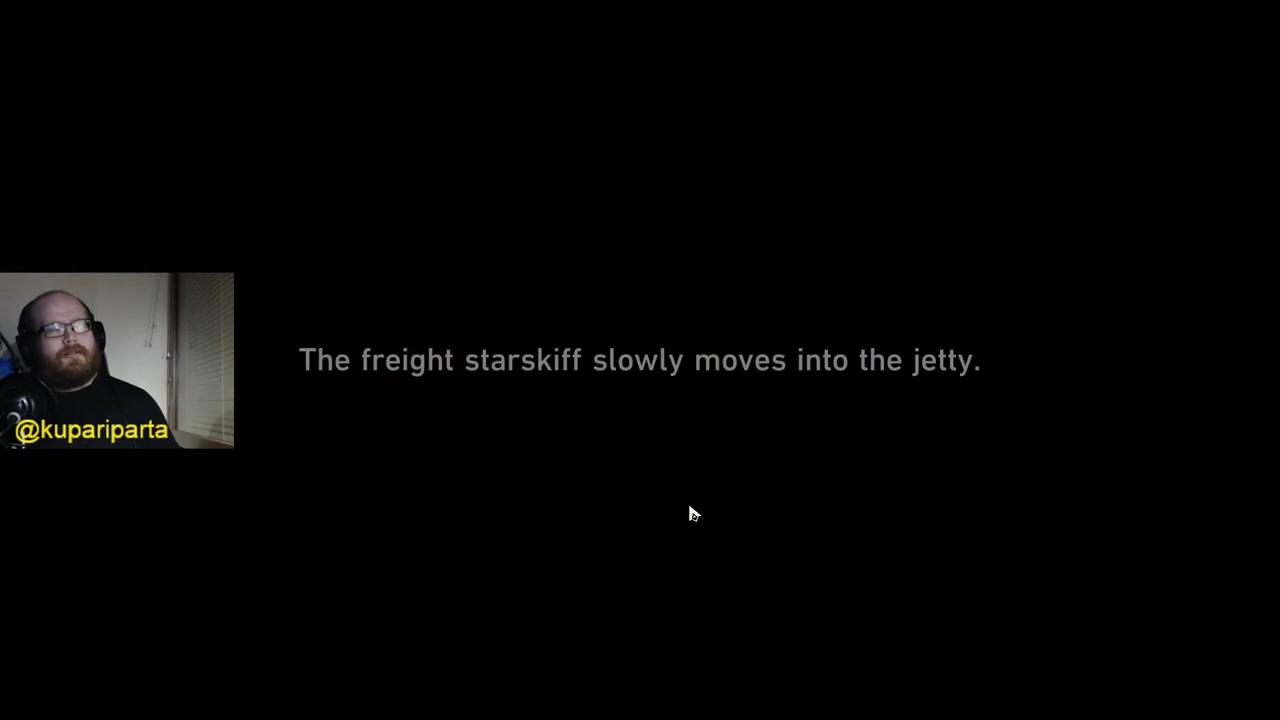 The freight starskiff slowly moves into the jetty.
@kupariparta